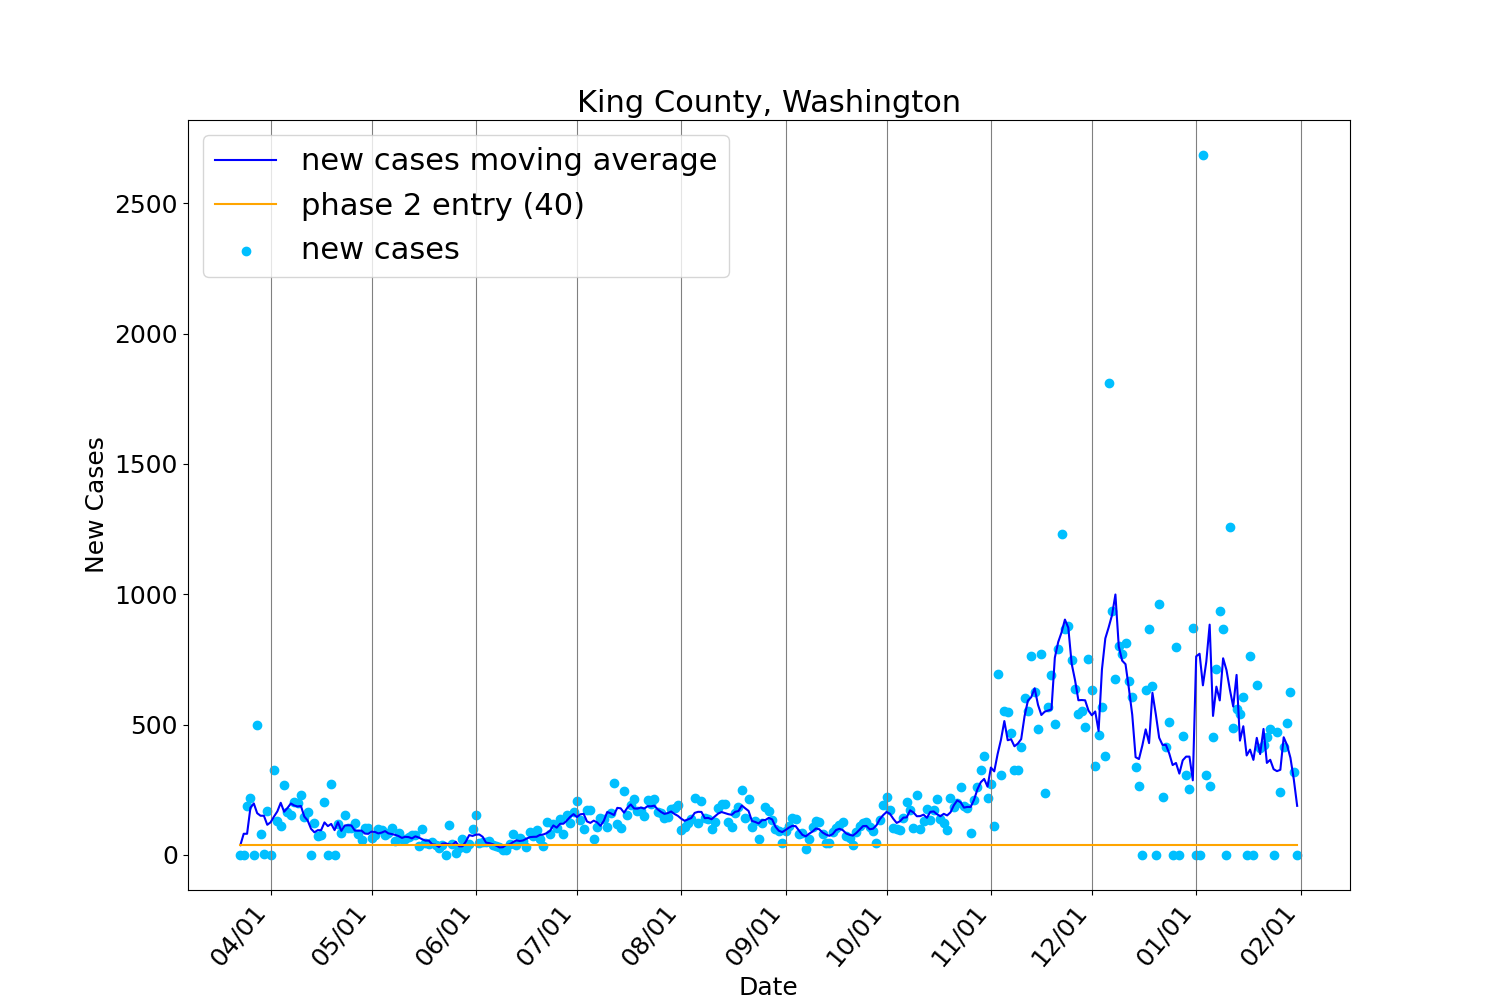 King County, Washington
new cases moving average
phase 2 entry (40)
new cases
New Cases
2500
2000
1500
1000
500
0
04/01
05/01
06/01
07/01
08/01
09/01
10/01
11/01
12/01
01/01
02/01
Date